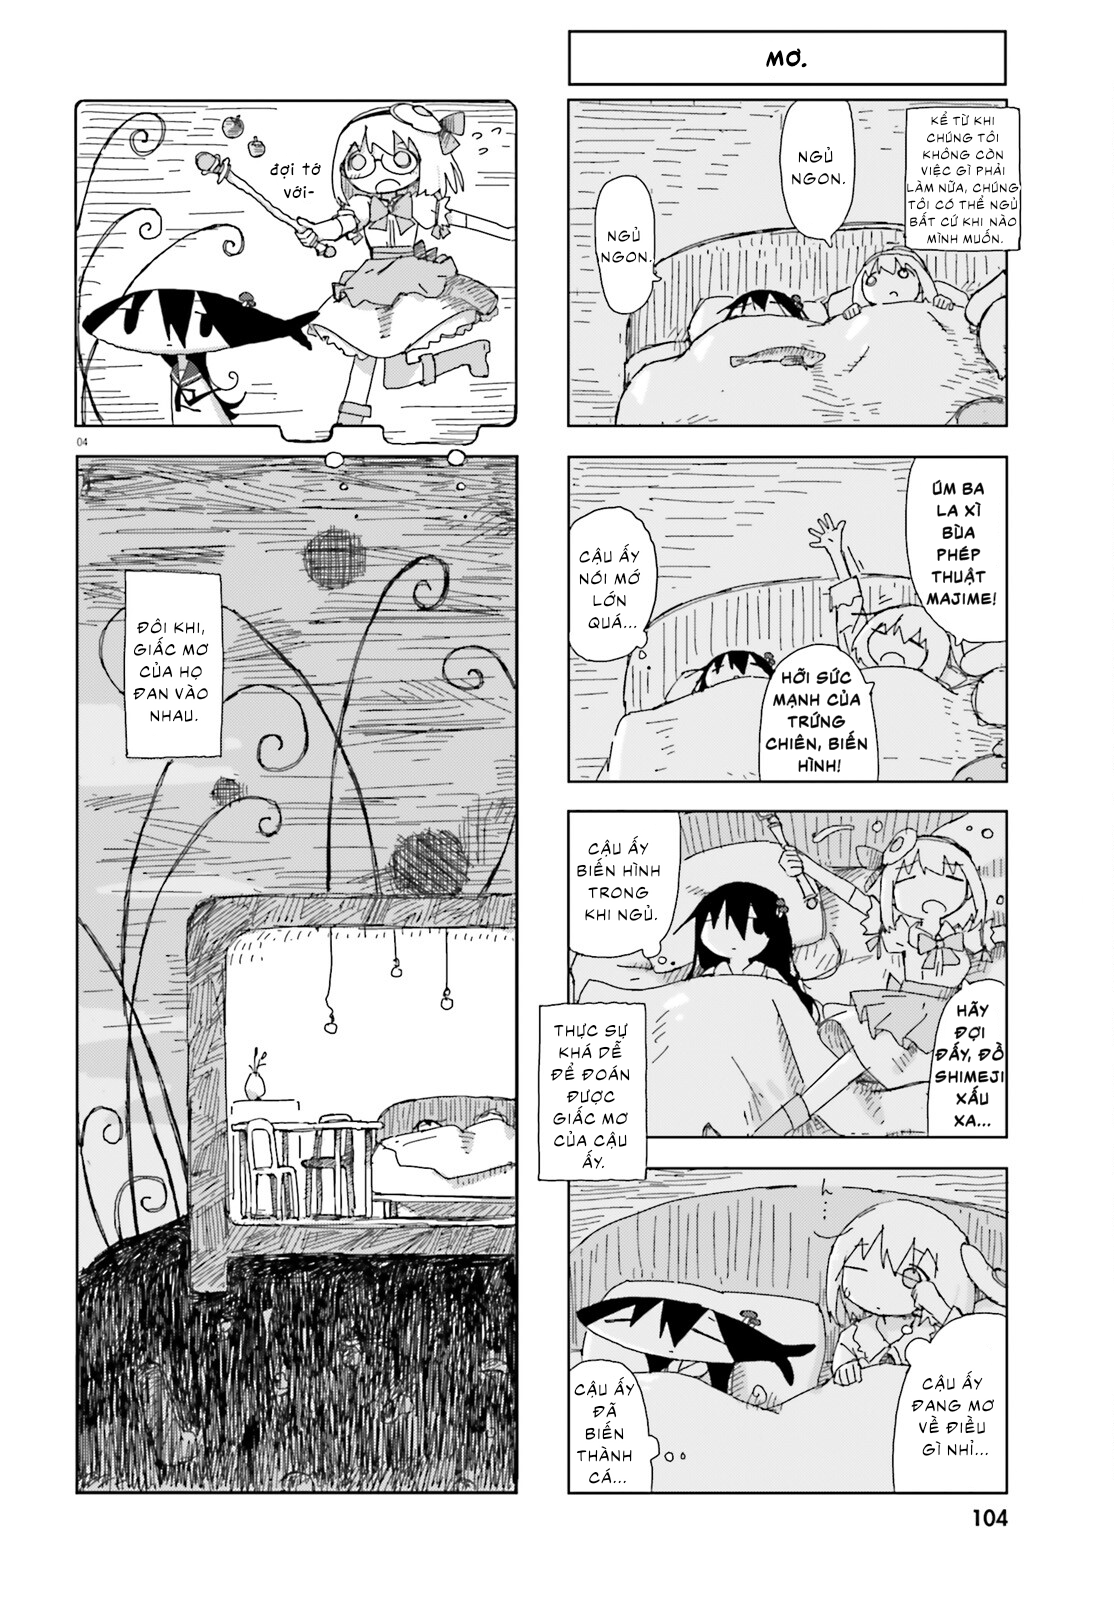 MƠ.
KỂ TỪ KHI
CHÚNG TÔI
KHÔNG CÒN
VIỆC GÌ PHẢI
LÀM NỮA, CHÚNG
TÔI CÓ THỂ NGỦ
BẤT CỨ KHI NÀO
MÌNH MUỐN.
NGỦ
NGON.
NGỦ
NGON.
ÚM BA
LA XÌ
BÙA
PHÉP
THUẬT
MAJIME!
CẬU ẤY
NÓI MỚ
LỚN
QUÁ...
HỠI SỨC
MẠNH CỦA
TRỨNG
CHIÊN, BIẾN
HÌNH!
CẬU ẤY
BIẾN HÌNH
TRONG
KHI NGỦ.
HÃY
ĐỢI
ĐẤY, ĐỒ
SHIMEJI
XẤU
XA...
THỰC SỰ
KHÁ DỄ
ĐỂ ĐOÁN
ĐƯỢC
GIẤC MƠ
CỦA CẬU
ẤY.
ん…
CẬU ẤY
ĐANG MƠ
VỀ ĐIỀU
GÌ NHỈ...
CẬU ẤY
ĐÃ
BIẾN
THÀNH
CÁ...
đợi tớ
với-
04
ĐÔI KHI,
GIẤC MƠ
CỦA HỌ
ĐAN VÀO
NHAU.
104